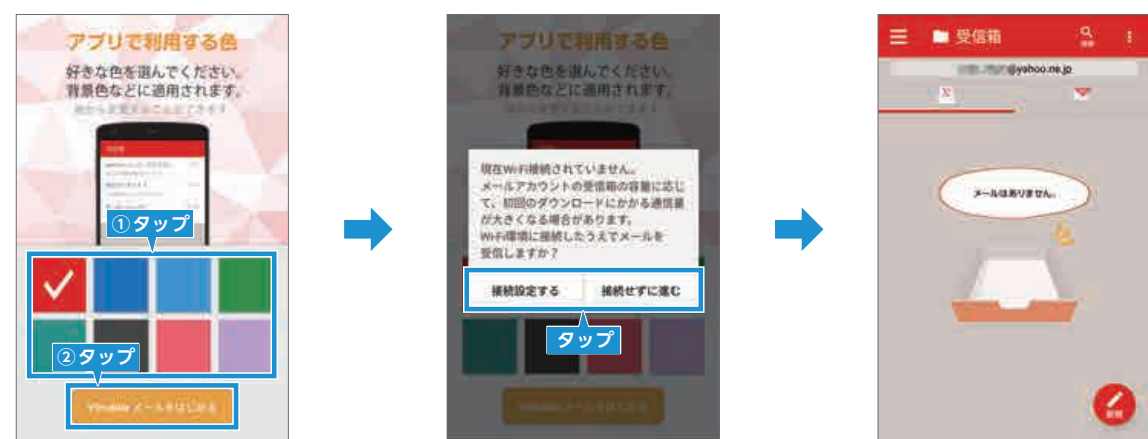 アプリで利用する色
好きな色を選んでください。
背景色などに適用されます。
①タップ
②タップ
アプリで利用する色
好きな色を選んでください。
背景色などに適用されます。
現在Wi-Fi接続されていません。
メールアカウントの受信箱の容量に応じ
て、初回のダウンロードにかかる通信量
が大きくなる場合があります。
Wi-Fi環境に接続したうえでメールを
受信しますか？
接続設定する
接続せずに進む
タップ
受信箱
検索
@yahoo.ne.jp
メールはありません。
新規